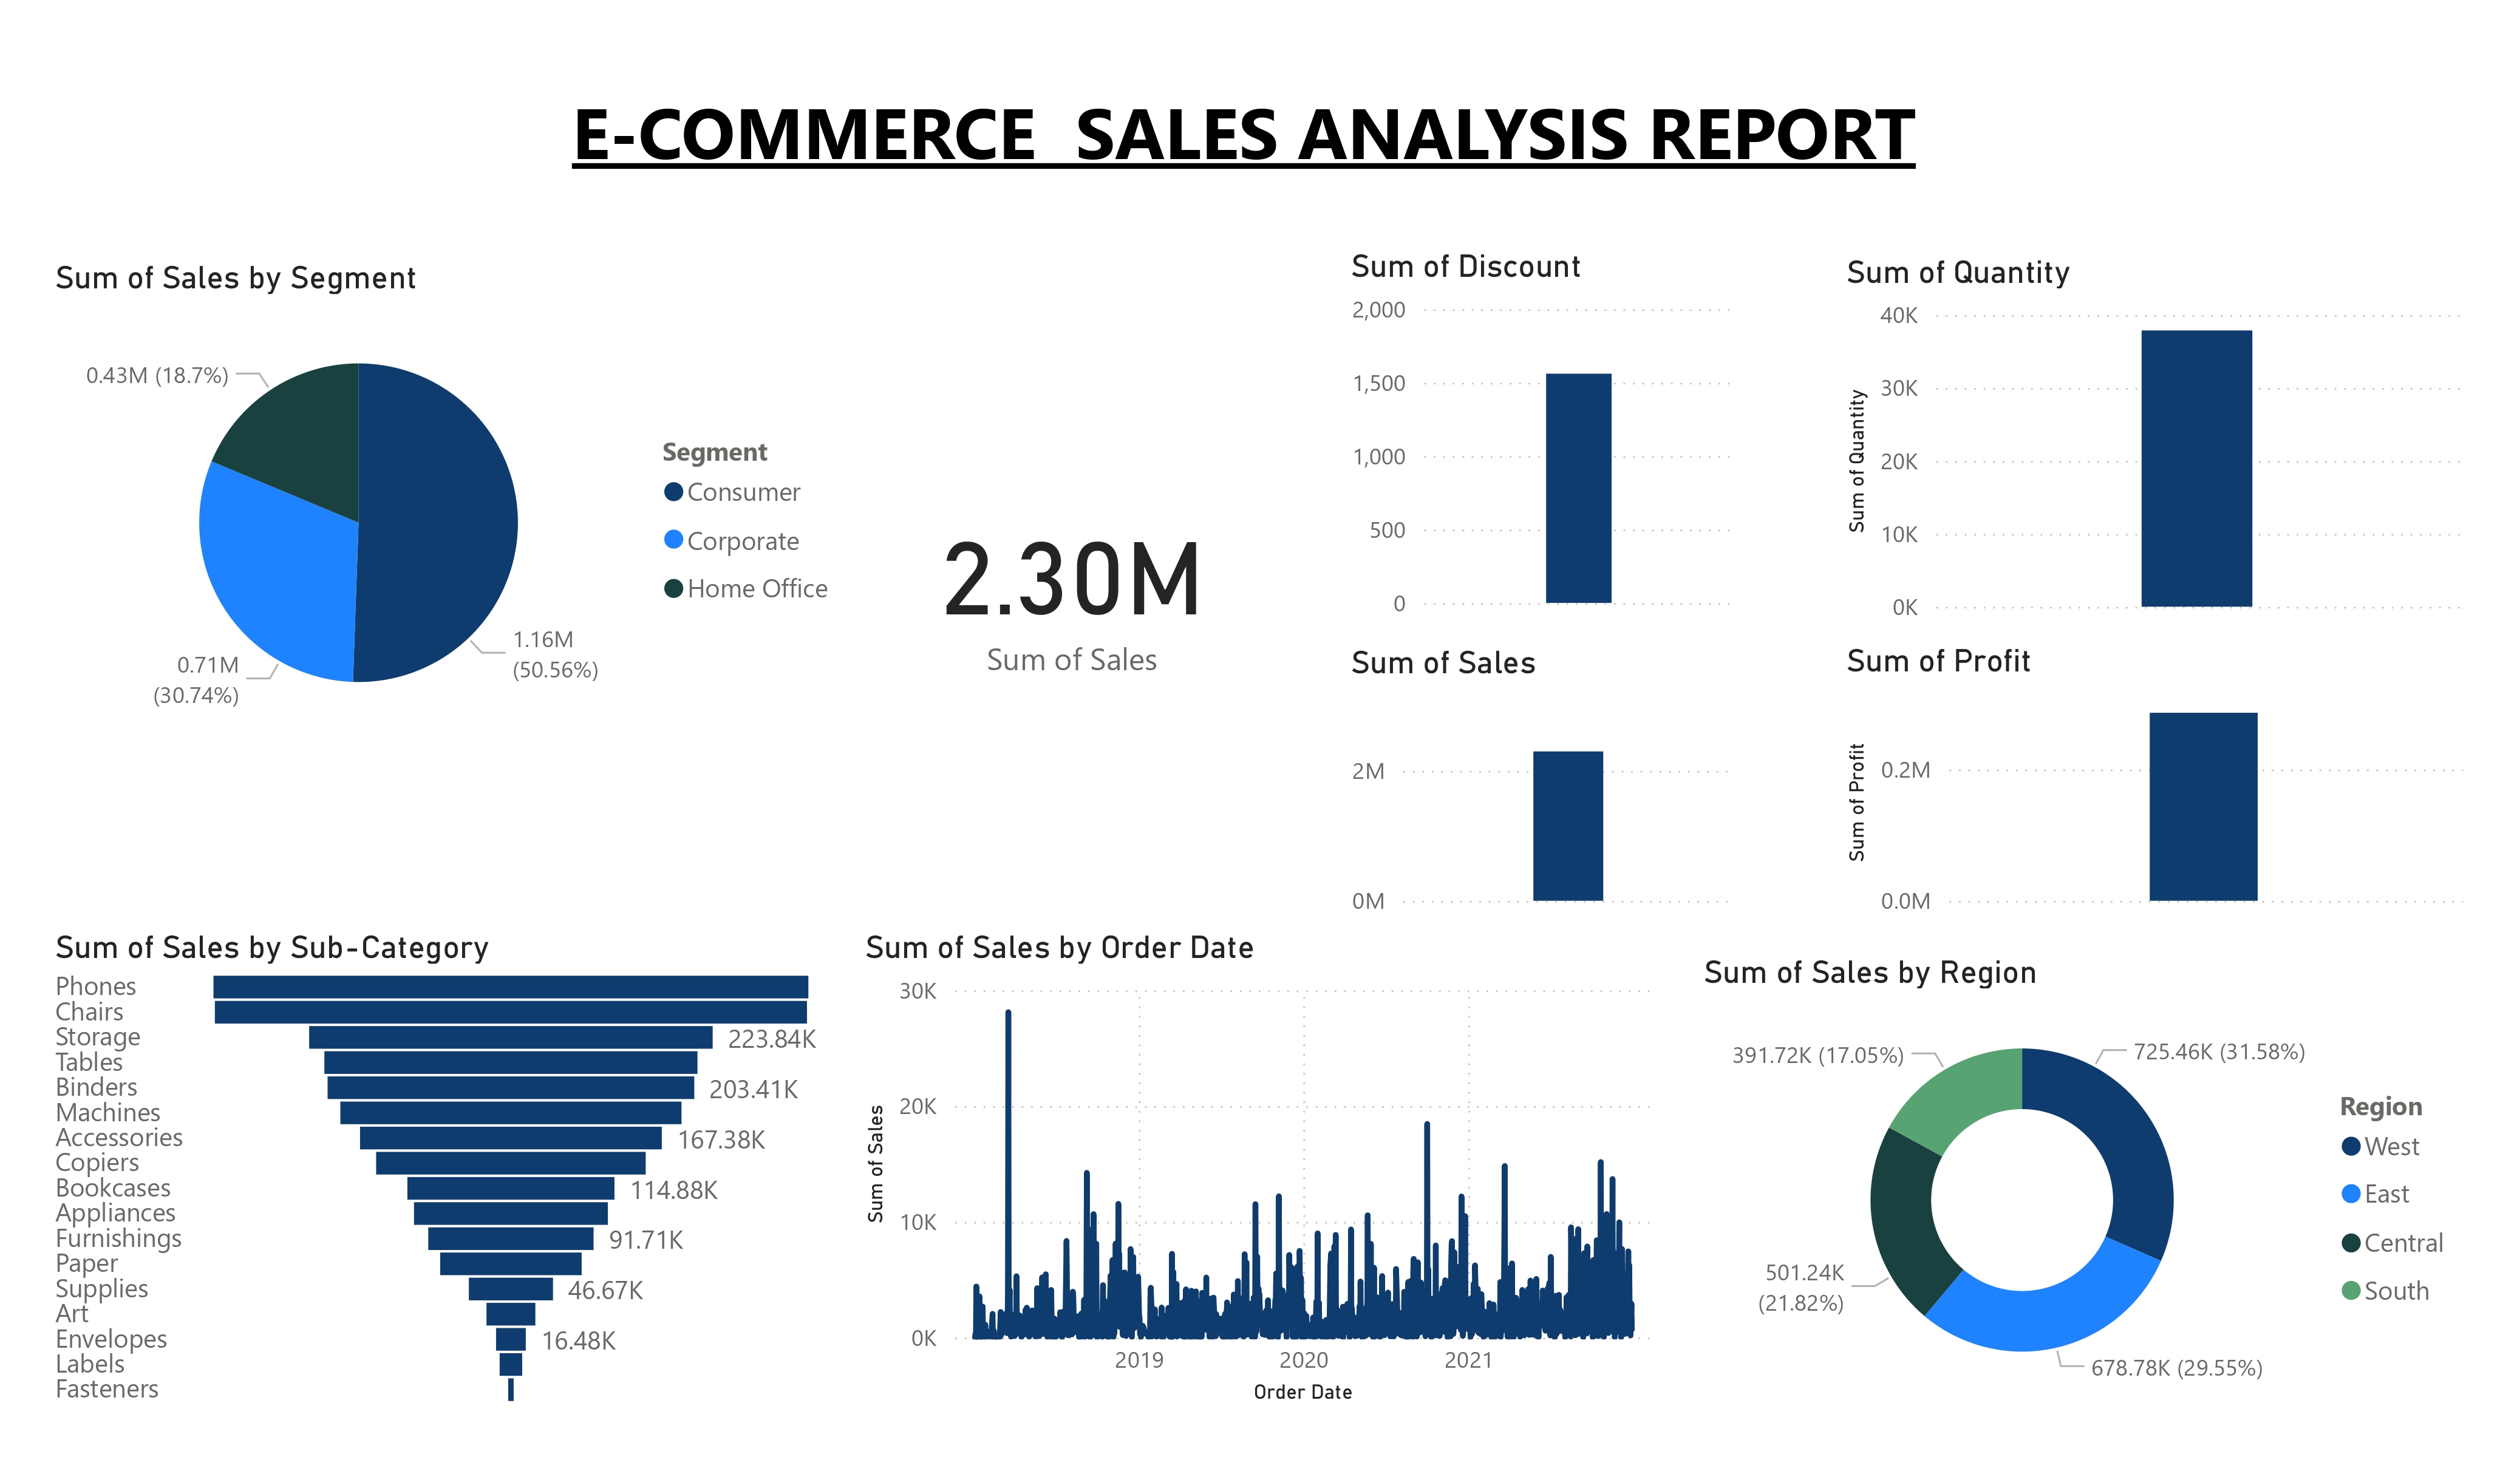 E-COMMERCE  SALES ANALYSIS REPORT
Sum of Sales by Segment
0.43M (18.7%)
0.71M
(30.74%)
1.16M
(50.56%)
Segment
Consumer
Corporate
Home Office
2.30M
Sum of Sales
Sum of Discount
2,000
1,500
1,000
500
0
Sum of Quantity
Sum of Quantity
40K
30K
20K
10K
0K
Sum of Sales
2M
0M
Sum of Profit
Sum of Profit
0.2M
0.0M
Sum of Sales by Sub-Category
Phones
Chairs
Storage 223.84K
Tables
Binders 203.41K
Machines
Accessories 167.38K
Copiers
Bookcases 114.88K
Appliances
Furnishings 91.71K
Paper
Supplies 46.67K
Art
Envelopes 16.48K
Labels
Fasteners
Sum of Sales by Order Date
Sum of Sales
30K
20K
10K
0K
2019 2020 2021
Order Date
Sum of Sales by Region
391.72K (17.05%)
725.46K (31.58%)
501.24K
(21.82%)
678.78K (29.55%)
Region
West
East
Central
South